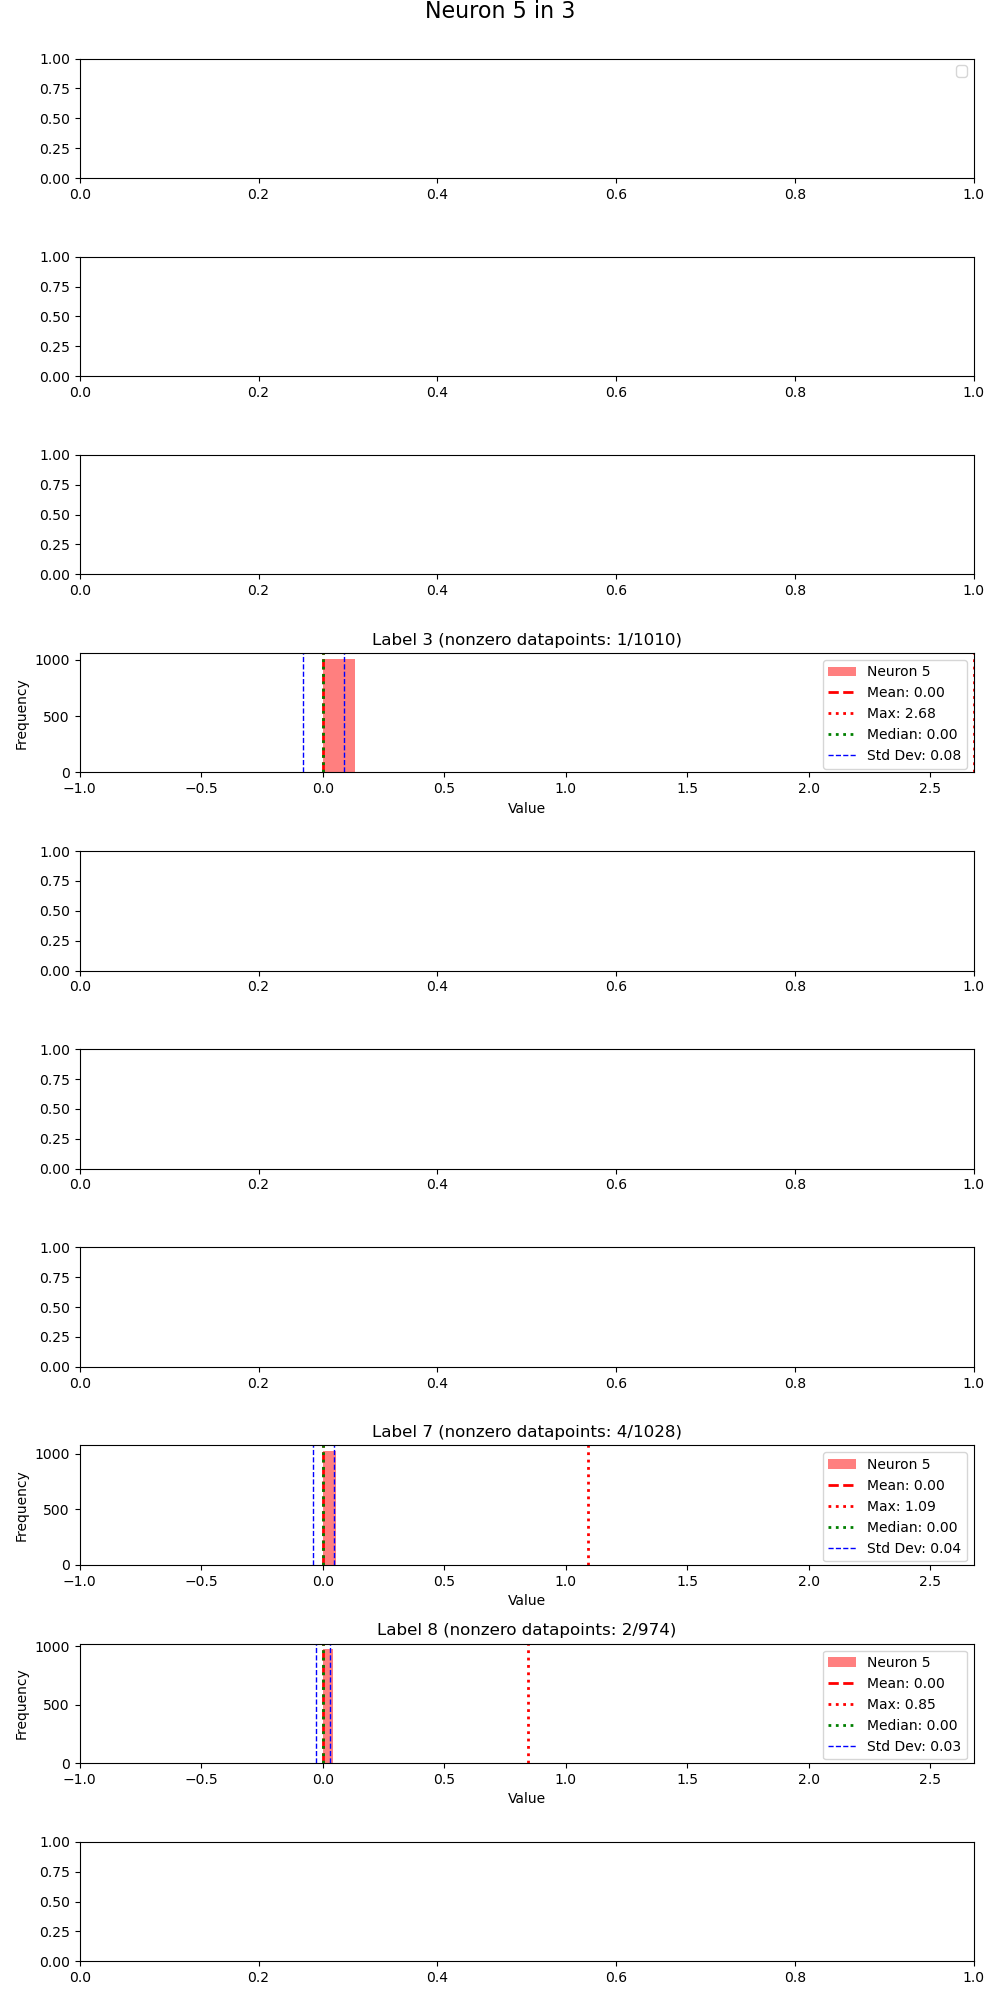 Neuron 5 in 3
1.00
0.75
0.50
0.25
0.00
0.0 0.2 0.4 0.6 0.8 1.0
1.00
0.75
0.50
0.25
0.00
0.0 0.2 0.4 0.6 0.8 1.0
1.00
0.75
0.50
0.25
0.00
0.0 0.2 0.4 0.6 0.8 1.0
Label 3 (nonzero datapoints: 1/1010)
Frequency
1000
500
0
Neuron 5
Mean: 0.00
Max: 2.68
Median: 0.00
Std Dev: 0.08
−1.0 −0.5 0.0 0.5 1.0 1.5 2.0 2.5
Value
1.00
0.75
0.50
0.25
0.00
0.0 0.2 0.4 0.6 0.8 1.0
1.00
0.75
0.50
0.25
0.00
0.0 0.2 0.4 0.6 0.8 1.0
1.00
0.75
0.50
0.25
0.00
0.0 0.2 0.4 0.6 0.8 1.0
Label 7 (nonzero datapoints: 4/1028)
Frequency
1000
500
0
Neuron 5
Mean: 0.00
Max: 1.09
Median: 0.00
Std Dev: 0.04
−1.0 −0.5 0.0 0.5 1.0 1.5 2.0 2.5
Value
Label 8 (nonzero datapoints: 2/974)
Frequency
1000
500
0
Neuron 5
Mean: 0.00
Max: 0.85
Median: 0.00
Std Dev: 0.03
−1.0 −0.5 0.0 0.5 1.0 1.5 2.0 2.5
Value
1.00
0.75
0.50
0.25
0.00
0.0 0.2 0.4 0.6 0.8 1.0